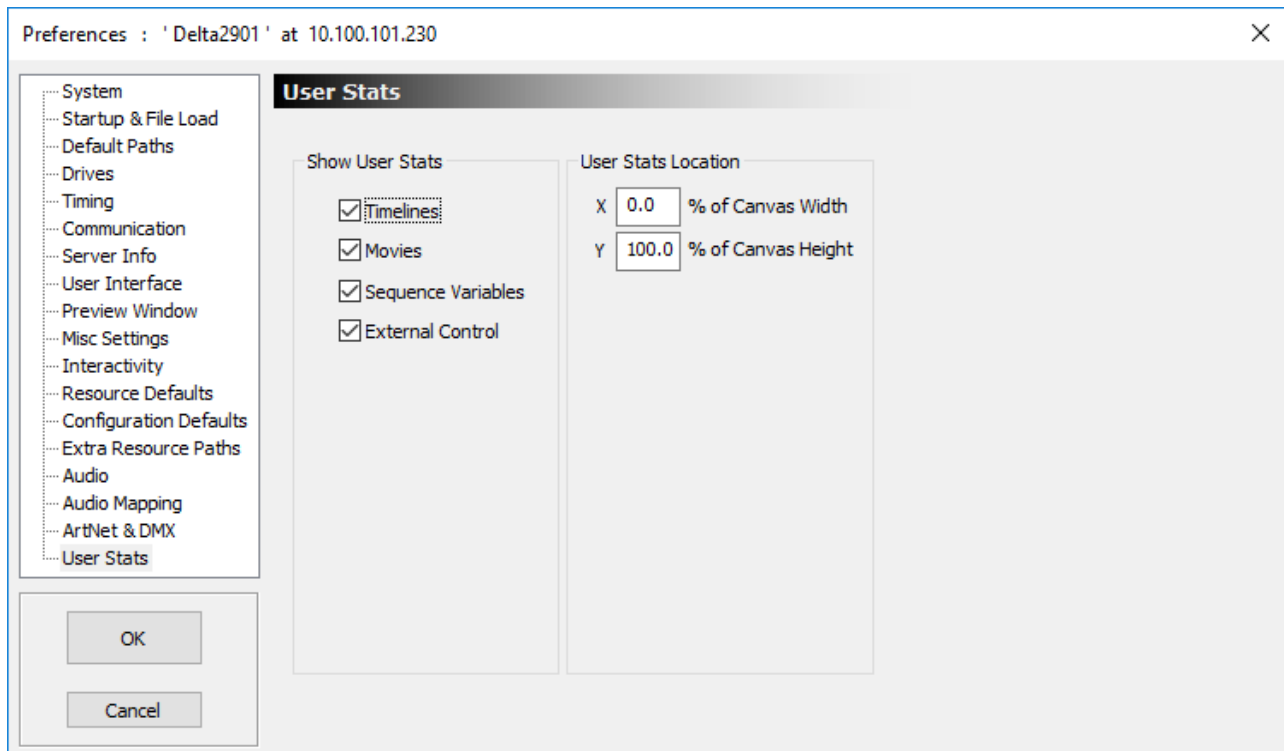 Preferences : 'Delta2901' at 10.100.101.230
System
Startup & File Load
Default Paths
Drives
Timing
Communication
Server Info
User Interface
Preview Window
Misc Settings
Interactivity
Resource Defaults
Configuration Defaults
Extra Resource Paths
Audio
Audio Mapping
ArtNet & DMX
User Stats
OK
Cancel
User Stats
Show User Stats
Timelines
Movies
Sequence Variables
External Control
User Stats Location
X 0.0 % of Canvas Width
Y 100.0 % of Canvas Height